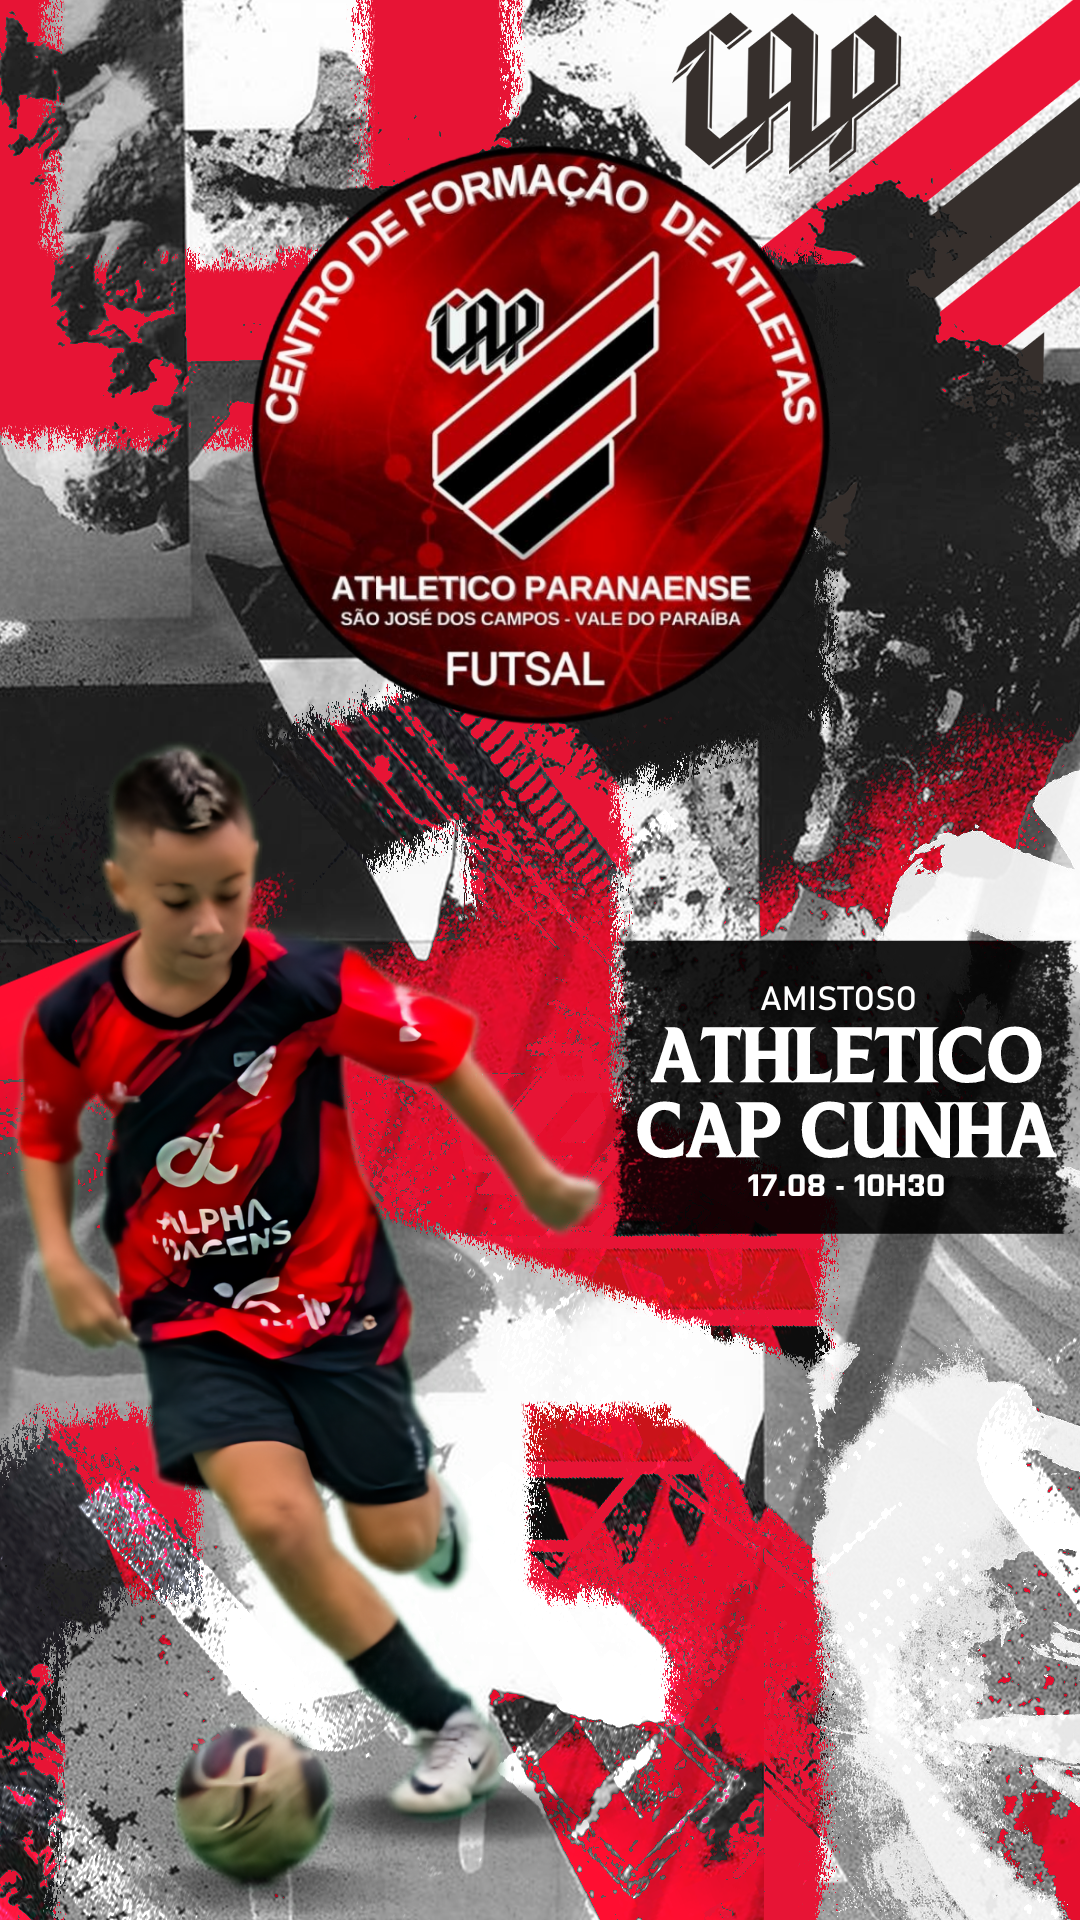 CAP
CENTRO DE FORMAÇÃO DE ATLETAS
CAP
ATHLETICO PARANAENSE
SÃO JOSÉ DOS CAMPOS - VALE DO PARAÍBA
FUTSAL
AMISTOSO
ATHLETICO
CAP CUNHA
17.08 - 10H30
ALPHA